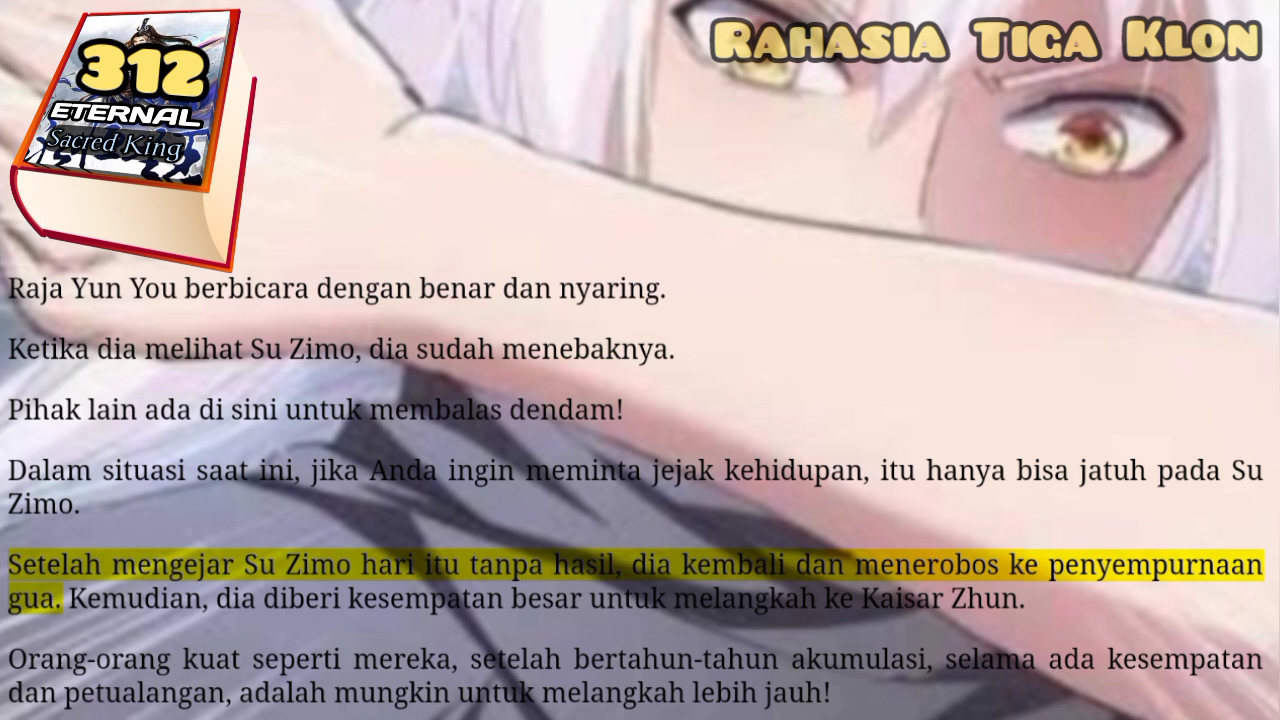 Rahasia Tiga Klon
312
ETERNAL
Sacred King
Raja Yun You berbicara dengan benar dan nyaring.
Ketika dia melihat Su Zimo, dia sudah menebaknya.
Pihak lain ada di sini untuk membalas dendam!
Dalam situasi saat ini, jika Anda ingin meminta jejak kehidupan, itu hanya bisa jatuh pada Su
Zimo.
Setelah mengejar Su Zimo hari itu tanpa hasil, dia kembali dan menerobos ke penyempurnaan
gua. Kemudian, dia diberi kesempatan besar untuk melangkah ke Kaisar Zhun.
Orang-orang kuat seperti mereka, setelah bertahun-tahun akumulasi, selama ada kesempatan
dan petualangan, adalah mungkin untuk melangkah lebih jauh!